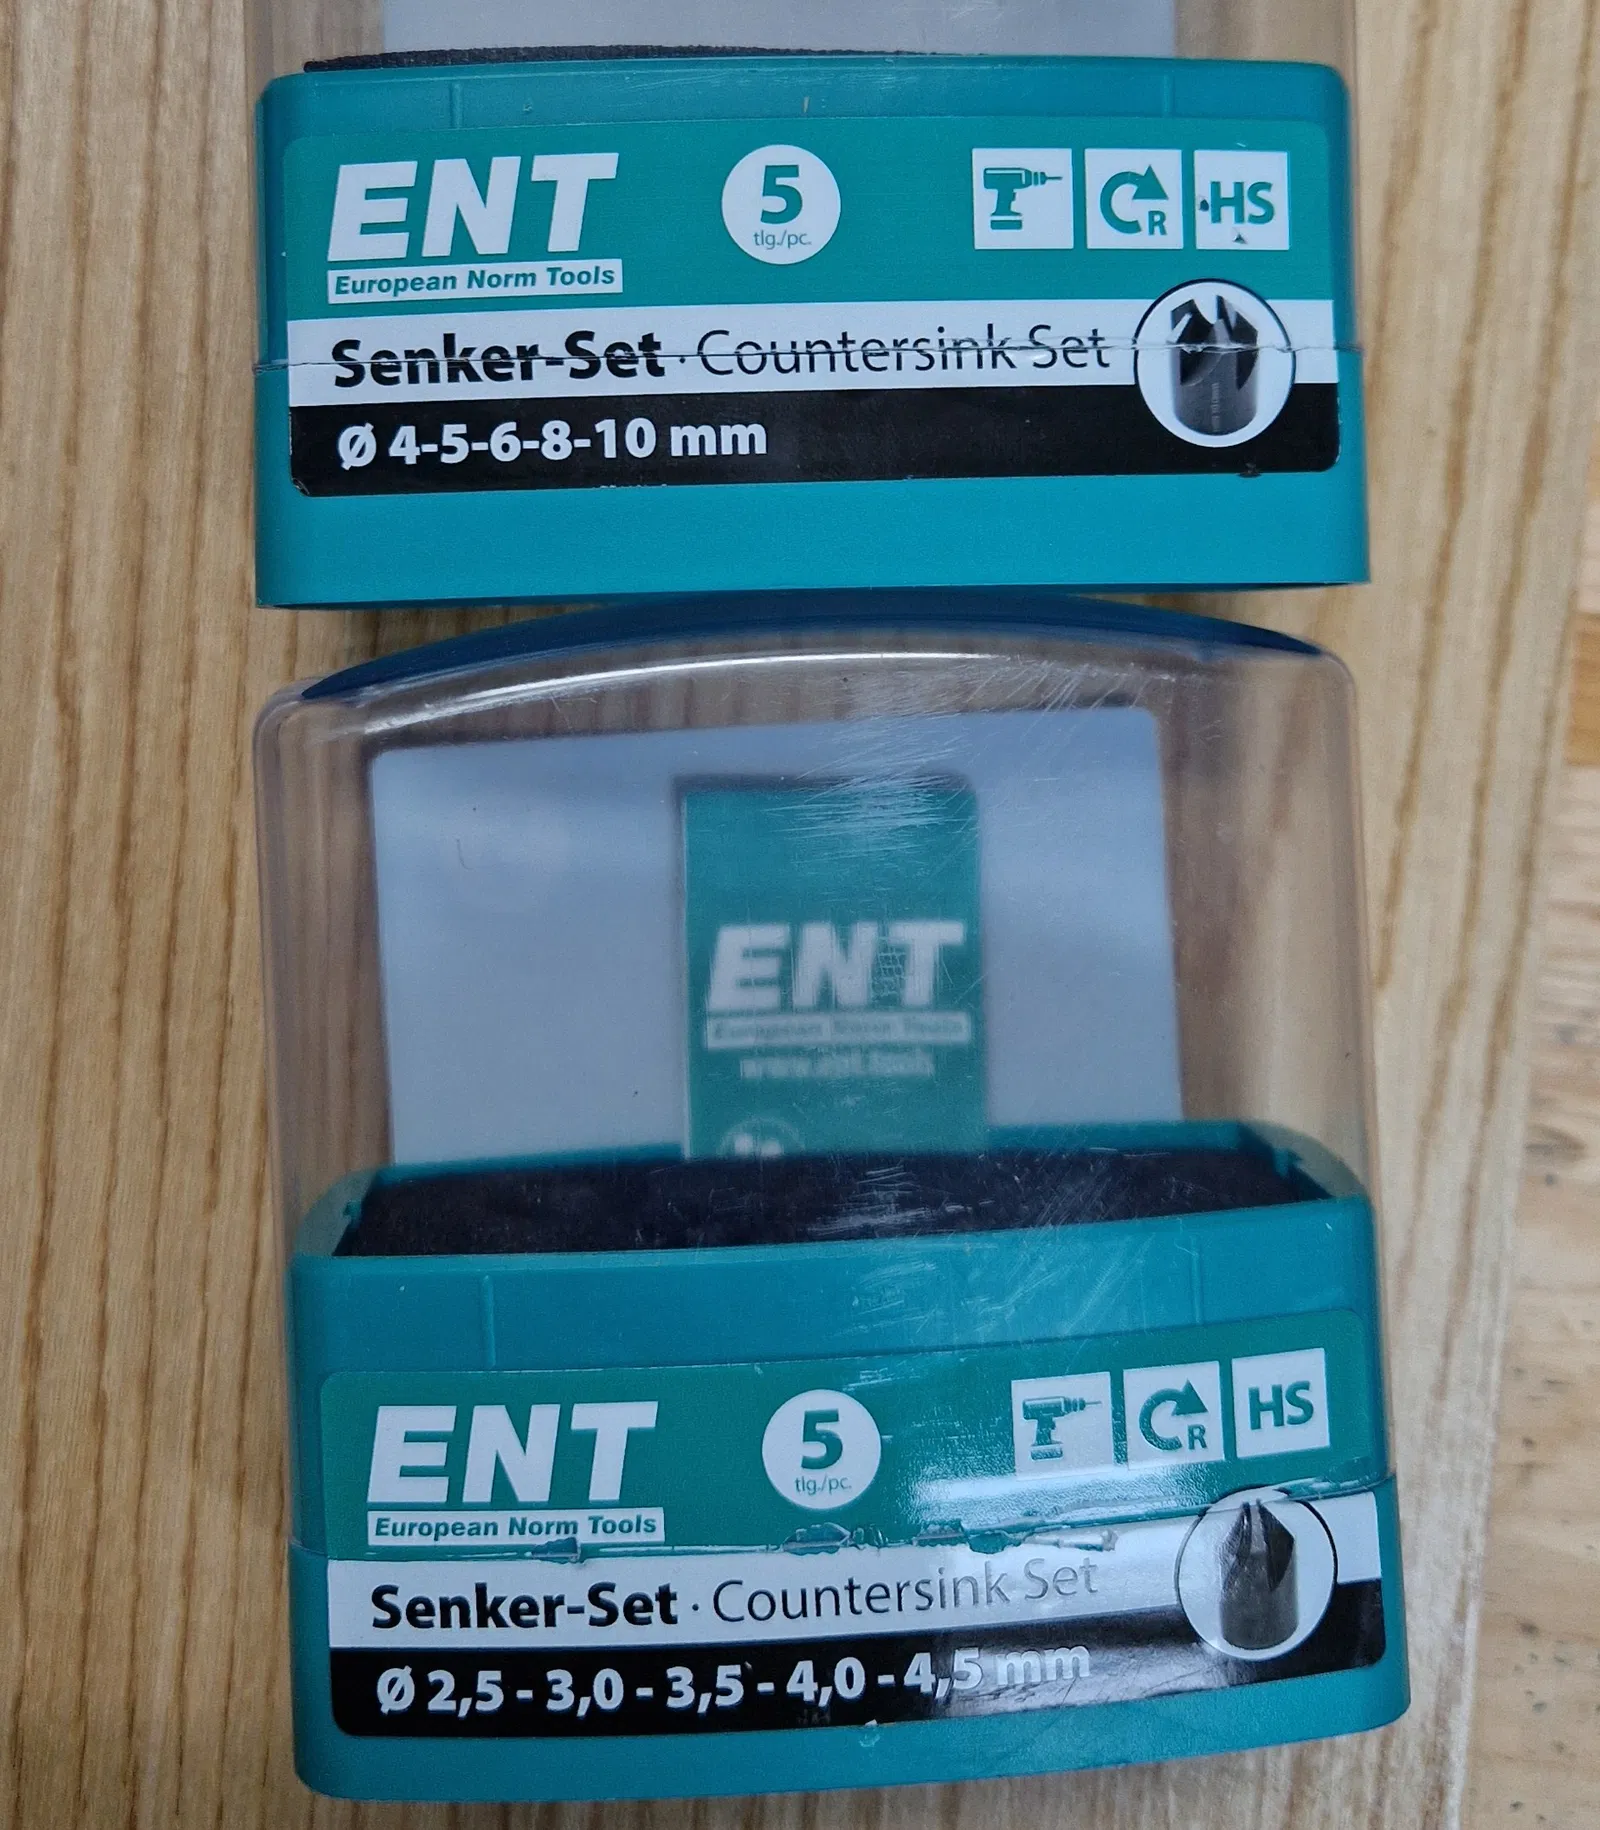 ENT
European Norm Tools
5
tlg./pc.
R
HS
Senker-Set · Countersink Set
Ø 4-5-6-8-10 mm
ENT
European Norm Tools
ENT
European Norm Tools
5
tlg./pc.
R
HS
Senker-Set · Countersink Set
Ø 2,5 - 3,0 - 3,5 - 4,0 - 4,5 mm